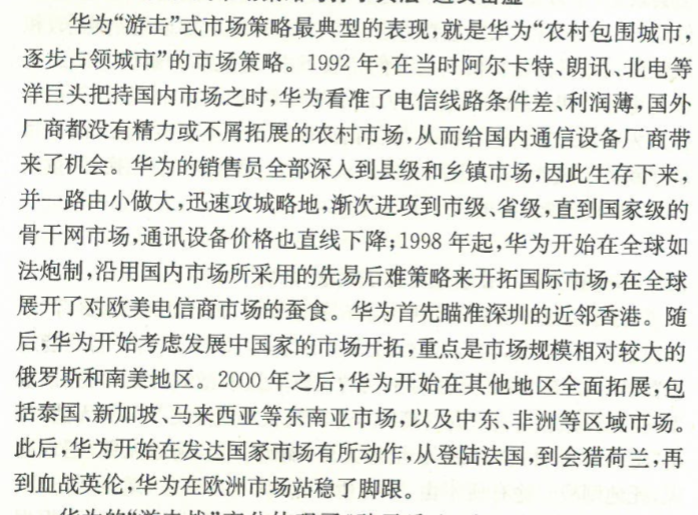 华为“游击”式市场策略最典型的表现，就是华为“农村包围城市，
逐步占领城市”的市场策略。1992年，在当时阿尔卡特、朗讯、北电等
洋巨头把持国内市场之时，华为看准了电信线路条件差、利润薄，国外
厂商都没有精力或不屑拓展的农村市场，从而给国内通信设备厂商带
来了机会。华为的销售员全部深入到县级和乡镇市场，因此生存下来，
并一路由小做大，迅速攻城略地，渐次进攻到市级、省级，直到国家级的
骨干网市场，通讯设备价格也直线下降；1998年起，华为开始在全球如
法炮制，沿用国内市场所采用的先易后难策略来开拓国际市场，在全球
展开了对欧美电信商市场的蚕食。华为首先瞄准深圳的近邻香港。随
后，华为开始考虑发展中国家的市场开拓，重点是市场规模相对较大的
俄罗斯和南美地区。2000年之后，华为开始在其他地区全面拓展，包
括泰国、新加坡、马来西亚等东南亚市场，以及中东、非洲等区域市场。
此后，华为开始在发达国家市场有所动作，从登陆法国，到会猎荷兰，再
到血战英伦，华为在欧洲市场站稳了脚跟。